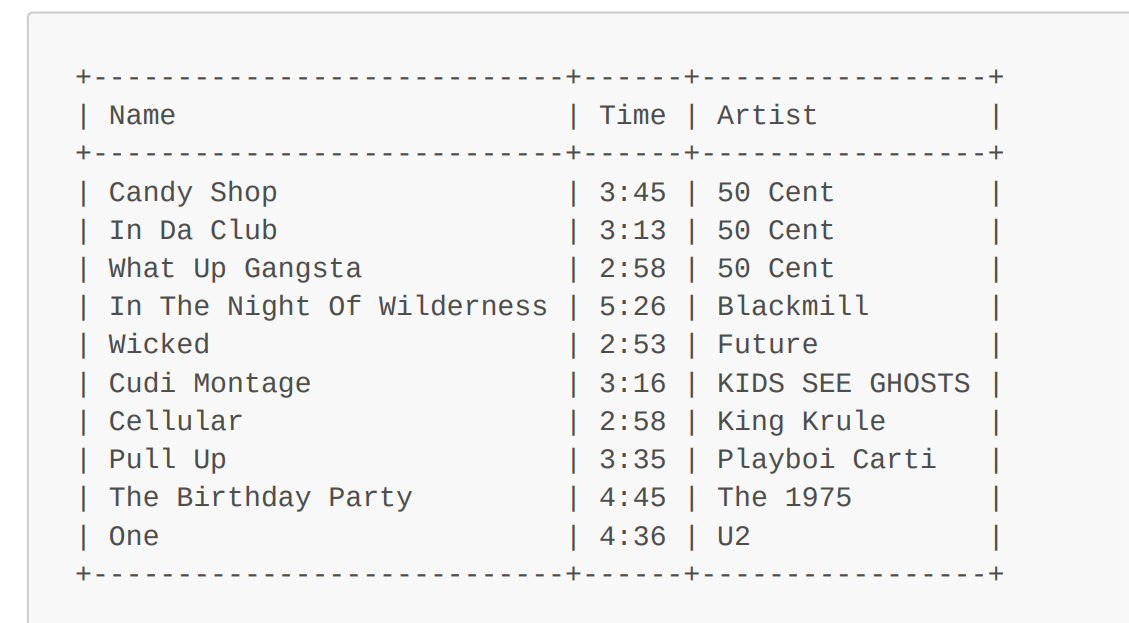 +----------------------------+------+-----------------+
| Name                       | Time | Artist          |
+----------------------------+------+-----------------+
| Candy Shop                 | 3:45 | 50 Cent         |
| In Da Club                 | 3:13 | 50 Cent         |
| What Up Gangsta            | 2:58 | 50 Cent         |
| In The Night Of Wilderness | 5:26 | Blackmill       |
| Wicked                     | 2:53 | Future          |
| Cudi Montage               | 3:16 | KIDS SEE GHOSTS |
| Cellular                   | 2:58 | King Krule      |
| Pull Up                    | 3:35 | Playboi Carti   |
| The Birthday Party         | 4:45 | The 1975        |
| One                        | 4:36 | U2              |
+----------------------------+------+-----------------+